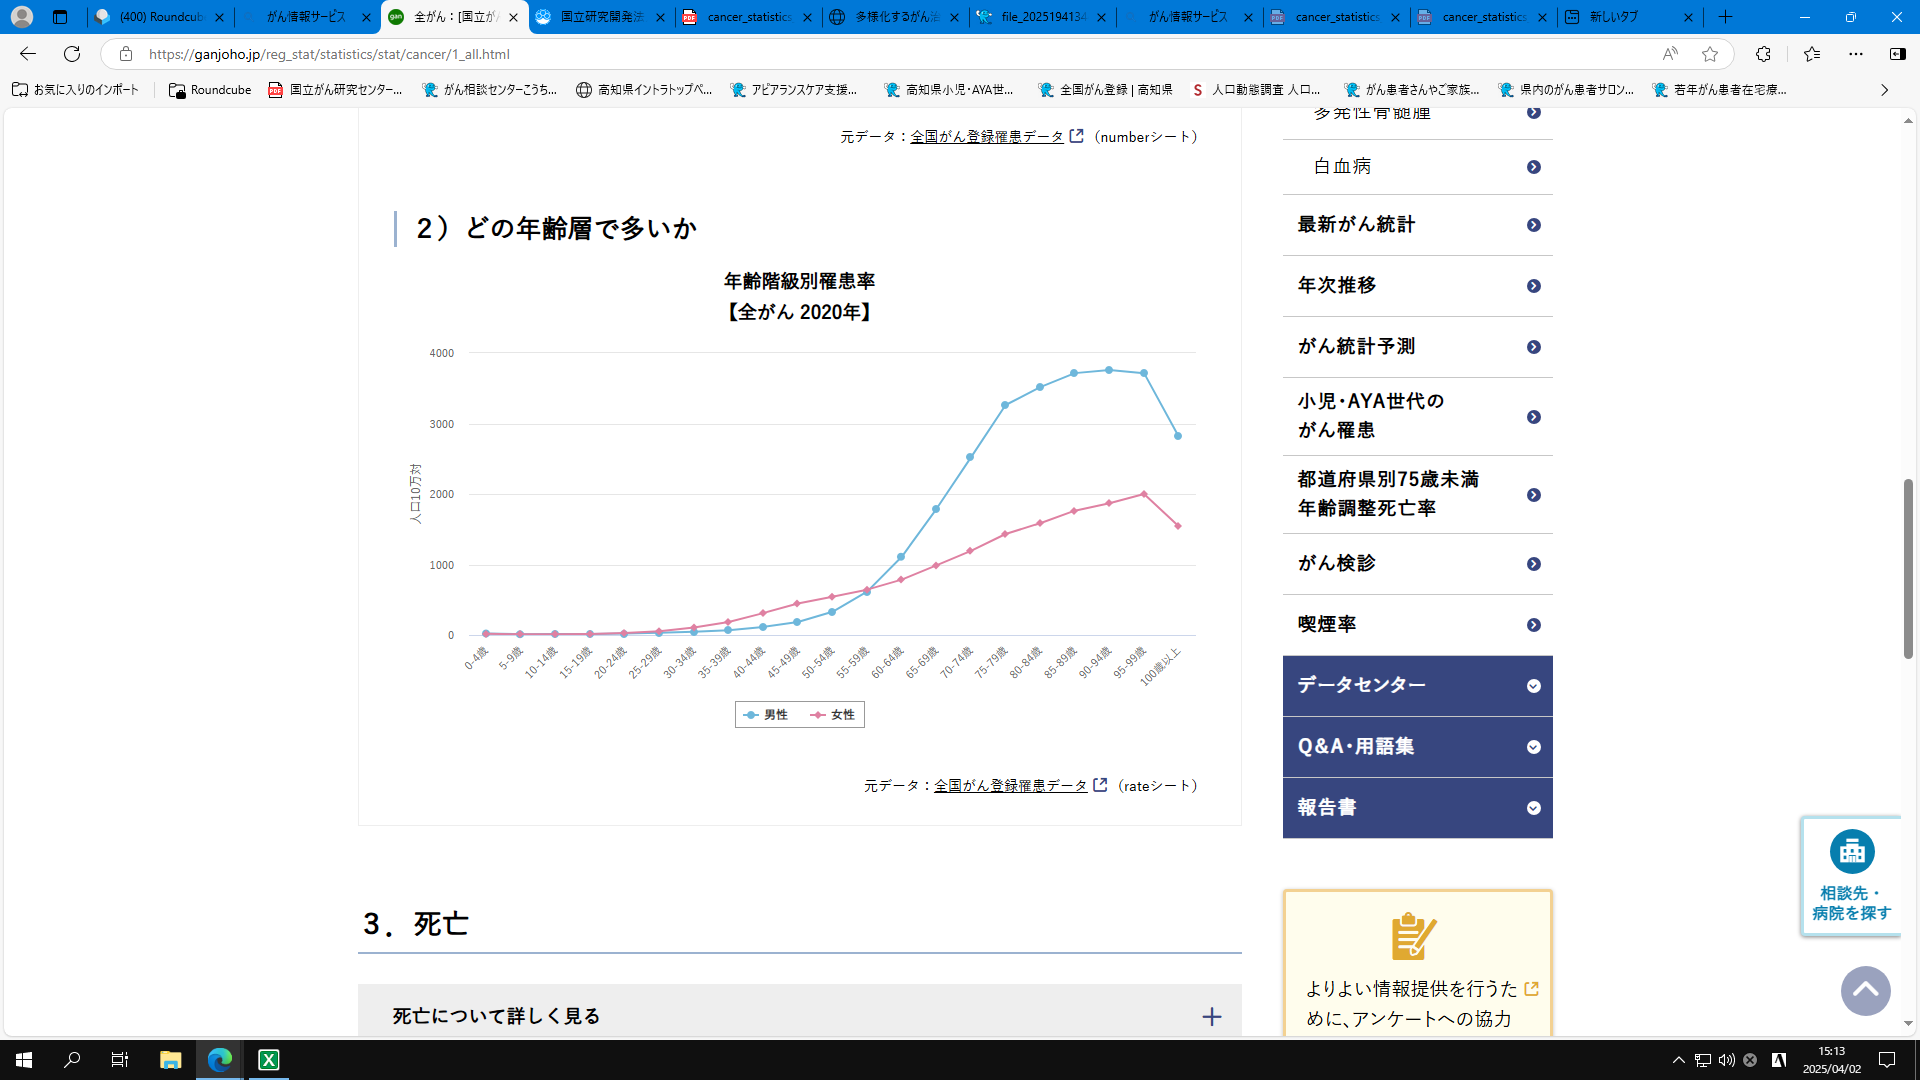 (400) Roundcube
がん情報サービス
全がん：[国立が
国立研究開発法
cancer_statistics
多様化するがん治
file_2025194134
がん情報サービス
cancer_statistics
cancer_statistics
新しいタブ
https://ganjoho.jp/reg_stat/statistics/stat/cancer/1_all.html
お気に入りのインポート
Roundcube
国立がん研究センター...
がん相談センターこうち...
高知県イントラトップペ...
アピアランスケア支援...
高知県小児・AYA世...
全国がん登録 | 高知県
人口動態調査 人口...
がん患者さんやご家族...
県内のがん患者サロン...
若年がん患者在宅療...
元データ：全国がん登録罹患データ （numberシート）
2）どの年齢層で多いか
年齢階級別罹患率
【全がん 2020年】
人口10万対
4000
3000
2000
1000
0
0-4歳
5-9歳
10-14歳
15-19歳
20-24歳
25-29歳
30-34歳
35-39歳
40-44歳
45-49歳
50-54歳
55-59歳
60-64歳
65-69歳
70-74歳
75-79歳
80-84歳
85-89歳
90-94歳
95-99歳
100歳以上
男性 女性
元データ：全国がん登録罹患データ （rateシート）
3．死亡
死亡について詳しく見る
多発性骨髄腫
白血病
最新がん統計
年次推移
がん統計予測
小児・AYA世代の
がん罹患
都道府県別75歳未満
年齢調整死亡率
がん検診
喫煙率
データセンター
Q&A・用語集
報告書
よりよい情報提供を行うた
めに、アンケートへの協力
相談先・
病院を探す
15:13
2025/04/02